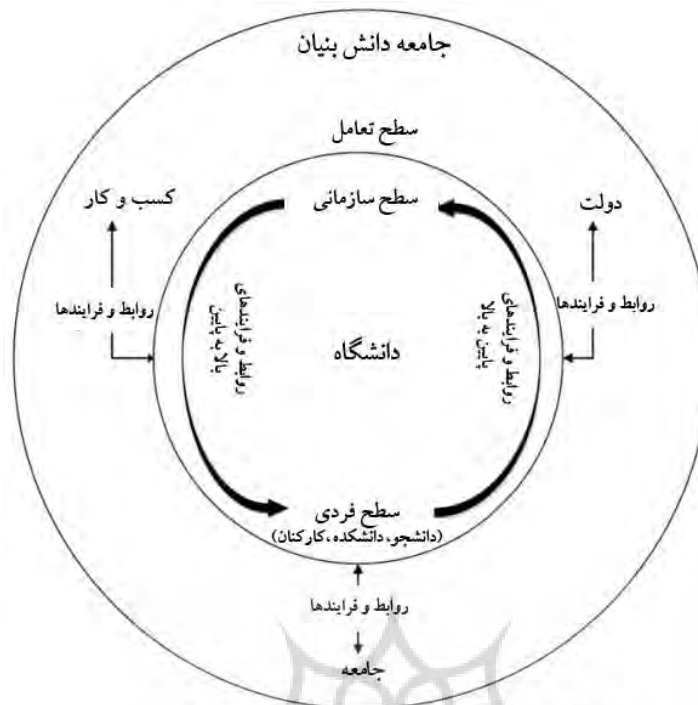 جامعه دانش بنیان
سطح تعامل
دولت
سطح سازمانی
کسب و کار
روابط و فرایندها
روابط و فرایندهای
پایین به بالا
دانشگاه
روابط و فرایندهای
بالا به پایین
روابط و فرایندها
سطح فردی
(دانشجو، دانشکده، کارکنان)
روابط و فرایندها
جامعه